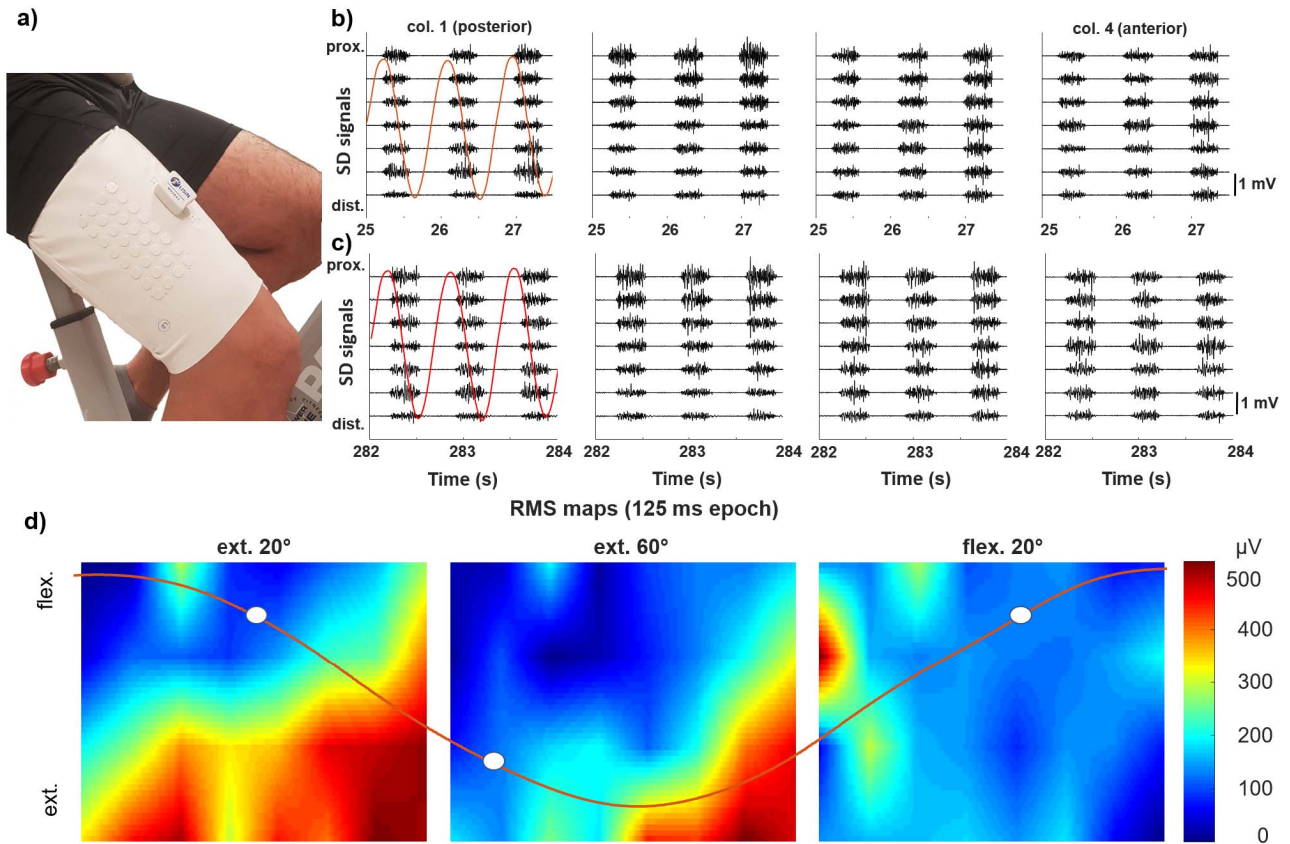 a)
b)
col. 1 (posterior)
col. 4 (anterior)
prox.
SD signals
dist.
1 mV
25 26 27 25 26 27 25 26 27 25 26 27
c)
prox.
SD signals
dist.
1 mV
282 283 284 282 283 284 282 283 284 282 283 284
Time (s) Time (s) Time (s) Time (s)
RMS maps (125 ms epoch)
d)
ext. 20° ext. 60° flex. 20°
µV
flex.
ext.
500
400
300
200
100
0